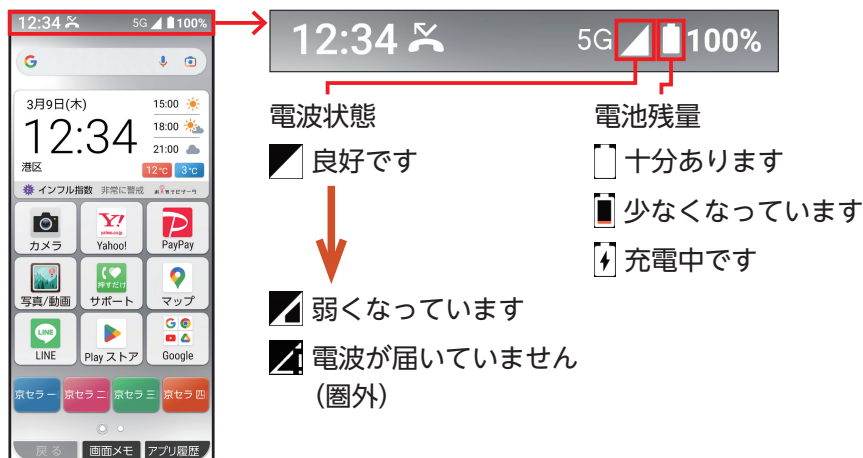 12:34 5G 100%
3月9日(木)
12:34
港区
15:00
18:00
21:00
12℃ 3℃
インフル指数 非常に警戒
カメラ
Yahoo!
PayPay
押すだけ
写真/動画
サポート
マップ
LINE
LINE
Play ストア
Google
京セラ 一
京セラ 二
京セラ 三
京セラ 四
戻る
画面メモ
アプリ履歴
12:34 5G 100%
電波状態
良好です
弱くなっています
電波が届いていません
(圏外)
電池残量
十分あります
少なくなっています
充電中です